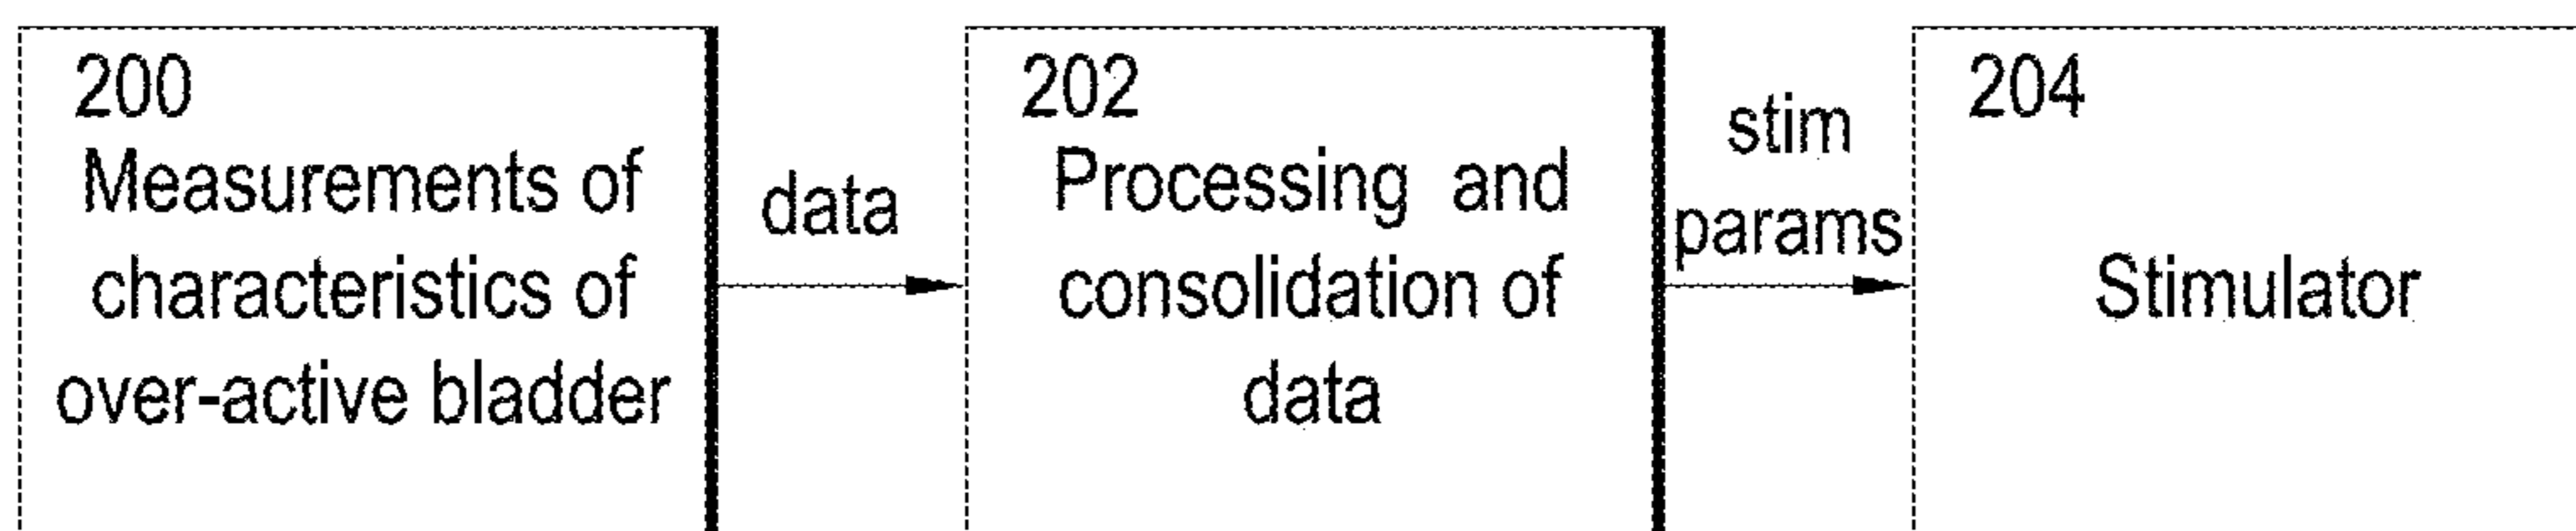 200
Measurements of
characteristics of
over-active bladder
data
202
Processing and
consolidation of
data
stim
params
204
Stimulator